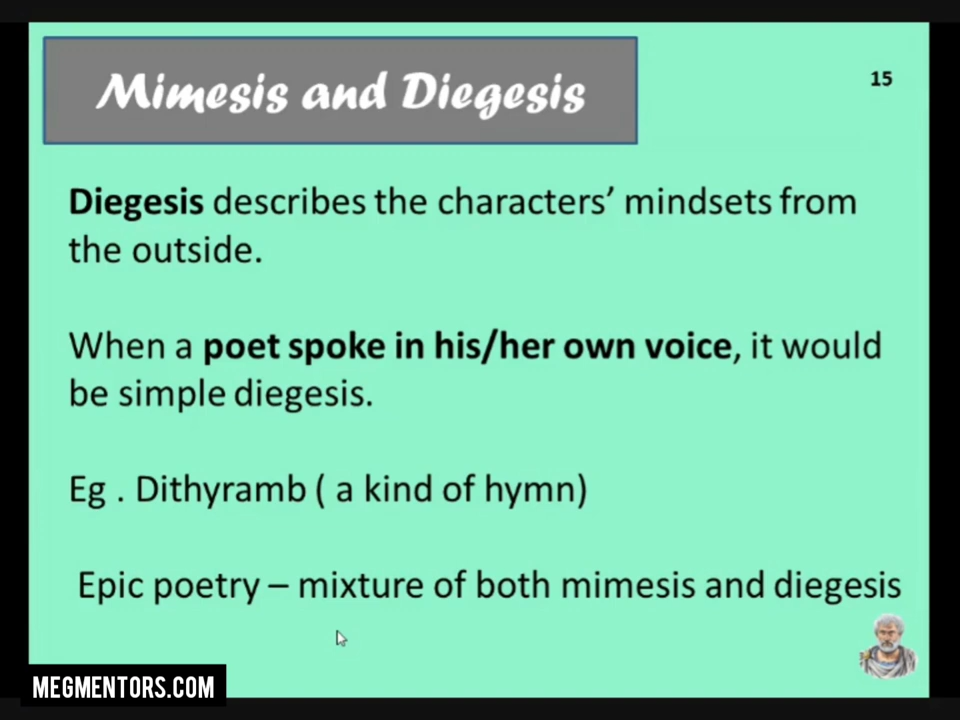 Mimesis and Diegesis
15
Diegesis describes the characters’ mindsets from
the outside.
When a poet spoke in his/her own voice, it would
be simple diegesis.
Eg . Dithyramb ( a kind of hymn)
Epic poetry – mixture of both mimesis and diegesis
MEGMENTORS.COM